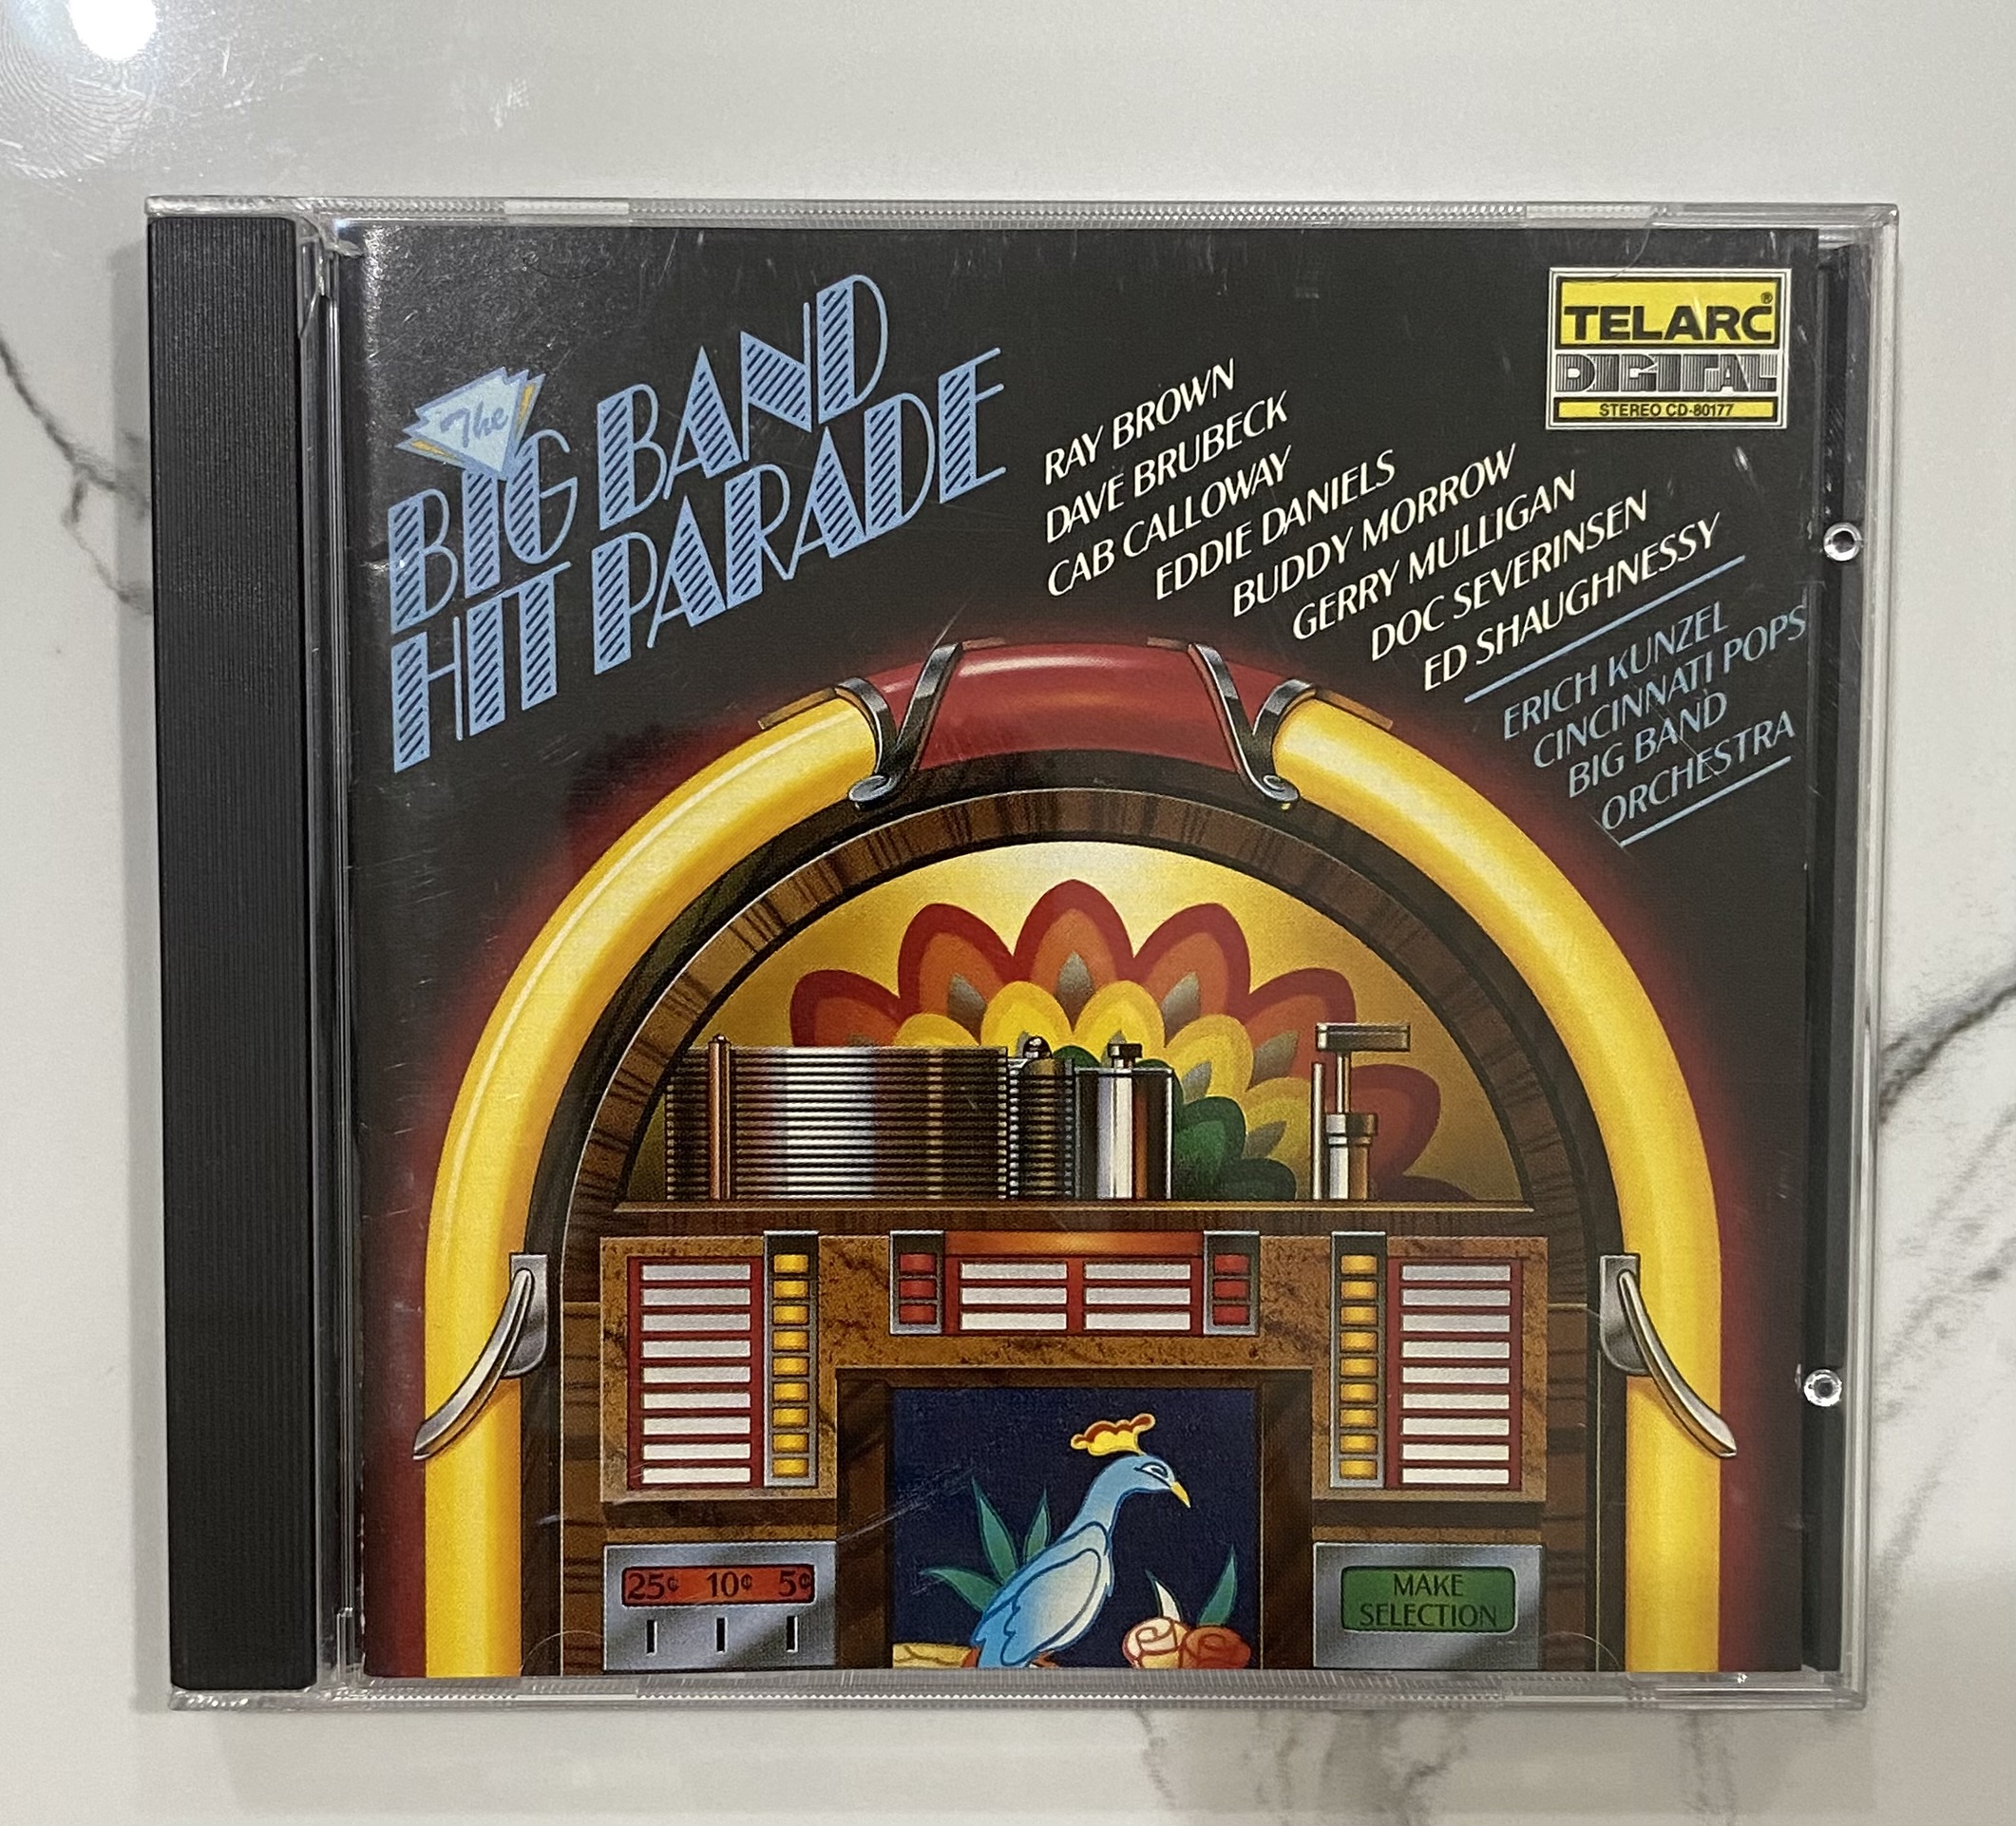 The
BIG BAND
HIT PARADE
TELARC®
DIGITAL
STEREO CD-80177
RAY BROWN
DAVE BRUBECK
CAB CALLOWAY
EDDIE DANIELS
BUDDY MORROW
GERRY MULLIGAN
DOC SEVERINSEN
ED SHAUGHNESSY
ERICH KUNZEL
CINCINNATI POPS
BIG BAND
ORCHESTRA
25¢ 10¢ 5¢
MAKE
SELECTION